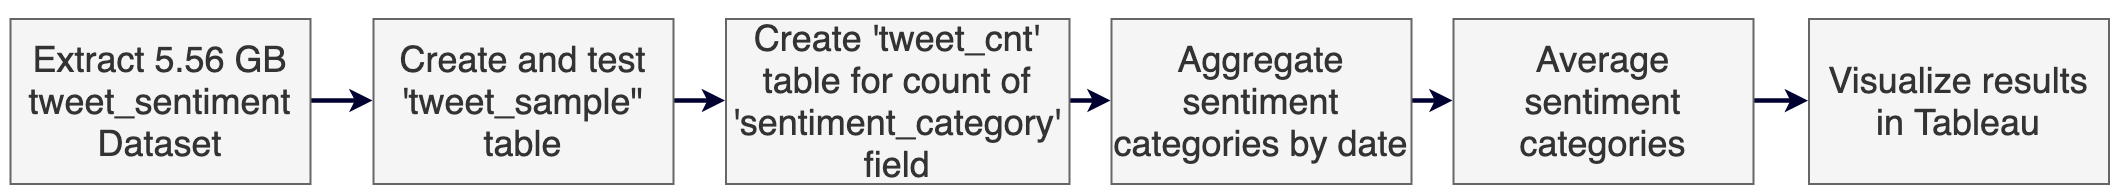 Extract 5.56 GB
tweet_sentiment
Dataset
Create and test
'tweet_sample"
table
Create 'tweet_cnt'
table for count of
'sentiment_category'
field
Aggregate
sentiment
categories by date
Average
sentiment
categories
Visualize results
in Tableau